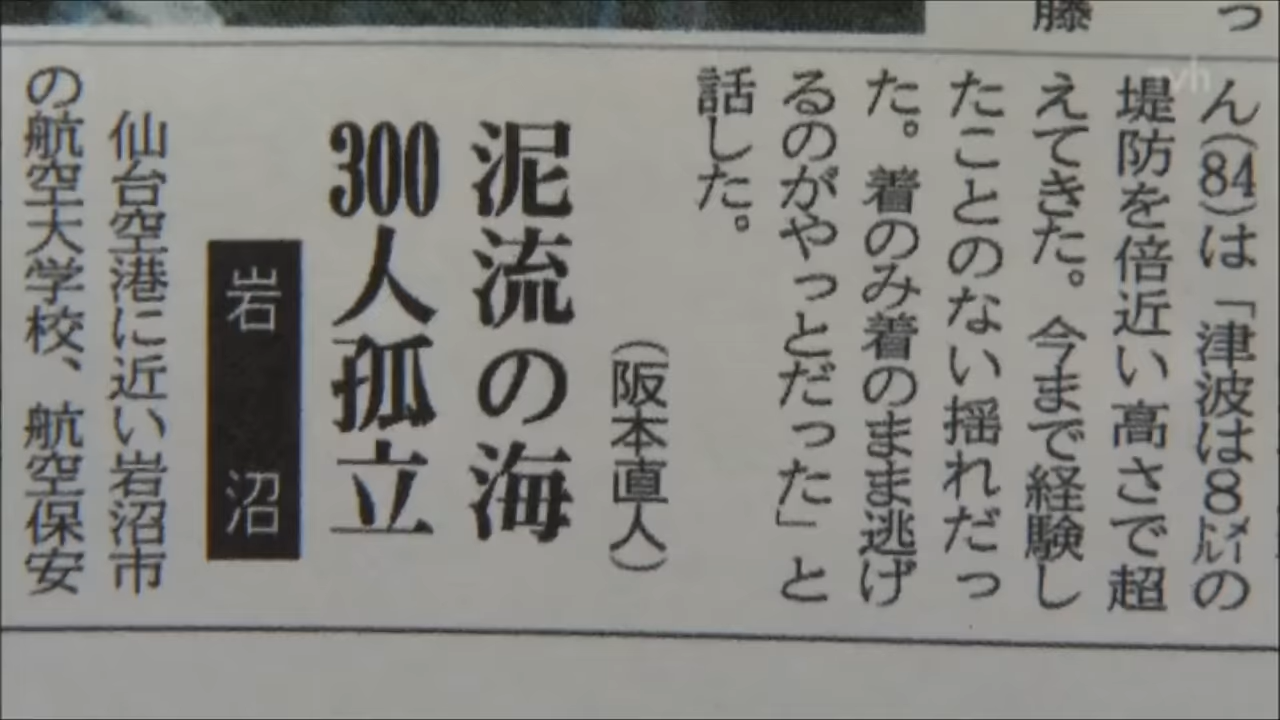 っ
藤
ん(84)は「津波は8㍍の
堤防を倍近い高さで超
えてきた。今まで経験し
たことのない揺れだっ
た。着のみ着のまま逃げ
るのがやっとだった」と
話した。
(阪本直人)
泥流の海
300人孤立
岩沼
仙台空港に近い岩沼市
の航空大学校、航空保安